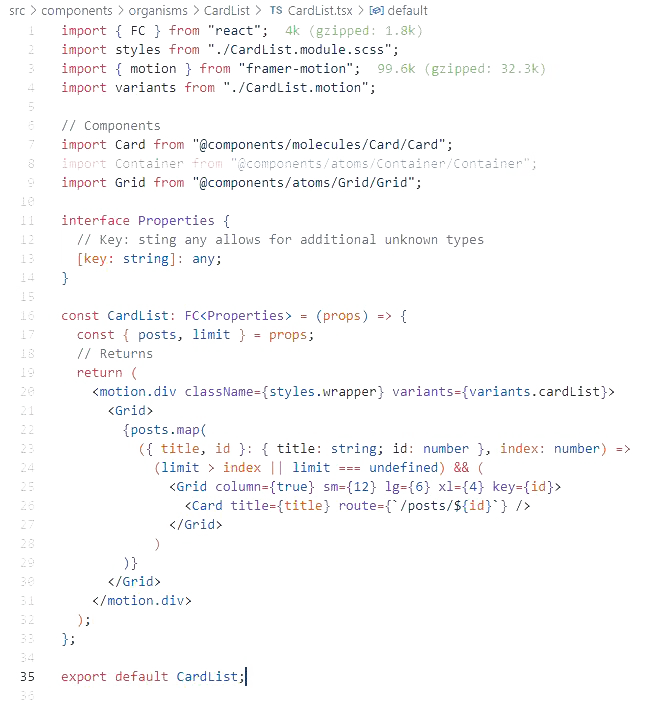 src > components > organisms > CardList > TS CardList.tsx > default
1 import { FC } from "react"; 4k (gzipped: 1.8k)
2 import styles from "./CardList.module.scss";
3 import { motion } from "framer-motion"; 99.6k (gzipped: 32.3k)
4 import variants from "./CardList.motion";
5
6 // Components
7 import Card from "@components/molecules/Card/Card";
8 import Container from "@components/atoms/Container/Container";
9 import Grid from "@components/atoms/Grid/Grid";
10
11 interface Properties {
12   // Key: sting any allows for additional unknown types
13   [key: string]: any;
14 }
15
16 const CardList: FC<Properties> = (props) => {
17   const { posts, limit } = props;
18   // Returns
19   return (
20     <motion.div className={styles.wrapper} variants={variants.cardList}>
21       <Grid>
22         {posts.map(
23           ({ title, id }: { title: string; id: number }, index: number) =>
24             (limit > index || limit === undefined) && (
25               <Grid column={true} sm={12} lg={6} xl={4} key={id}>
26                 <Card title={title} route={`/posts/${id}`} />
27               </Grid>
28             )
29         )}
30       </Grid>
31     </motion.div>
32   );
33 };
34
35 export default CardList;
36